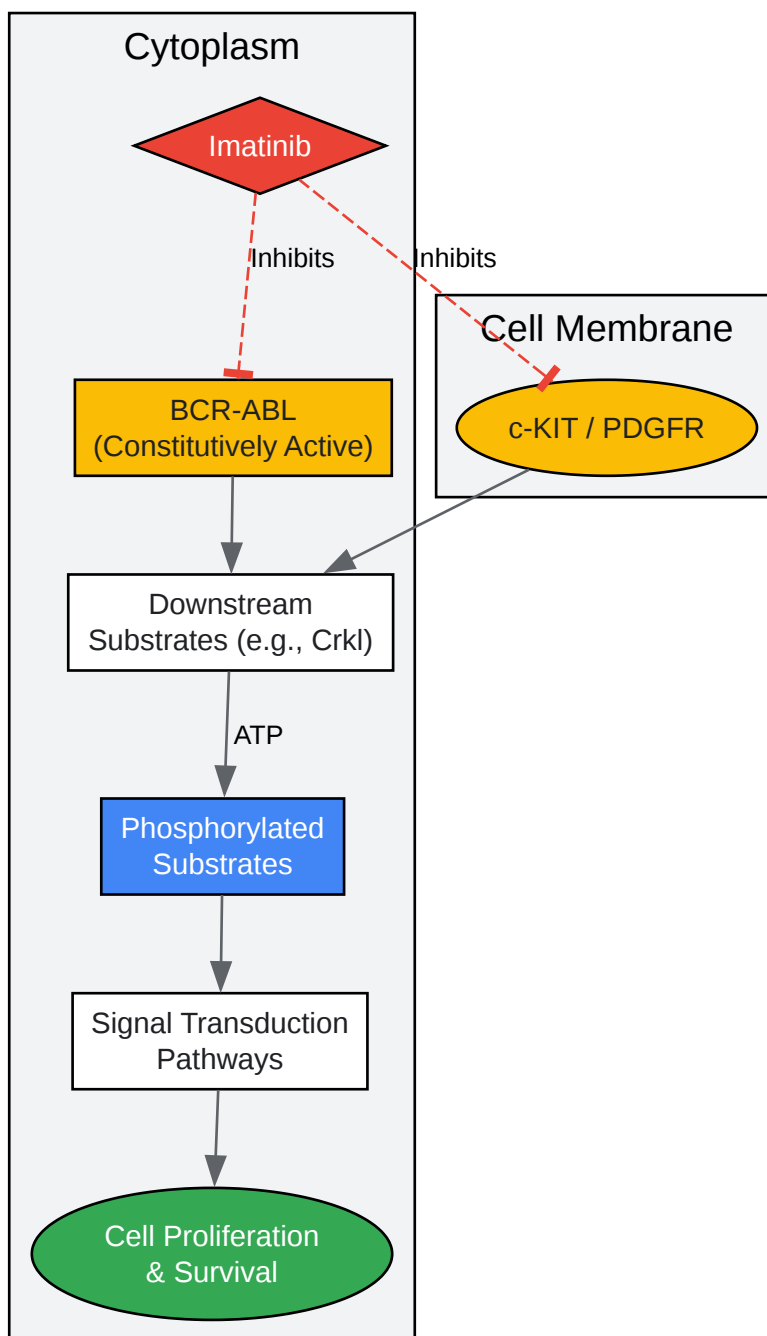 Cytoplasm
Imatinib
Inhibits
Inhibits
Cell Membrane
BCR-ABL
(Constitutively Active)
c-KIT / PDGFR
Downstream
Substrates (e.g., Crkl)
ATP
Phosphorylated
Substrates
Signal Transduction
Pathways
Cell Proliferation
& Survival